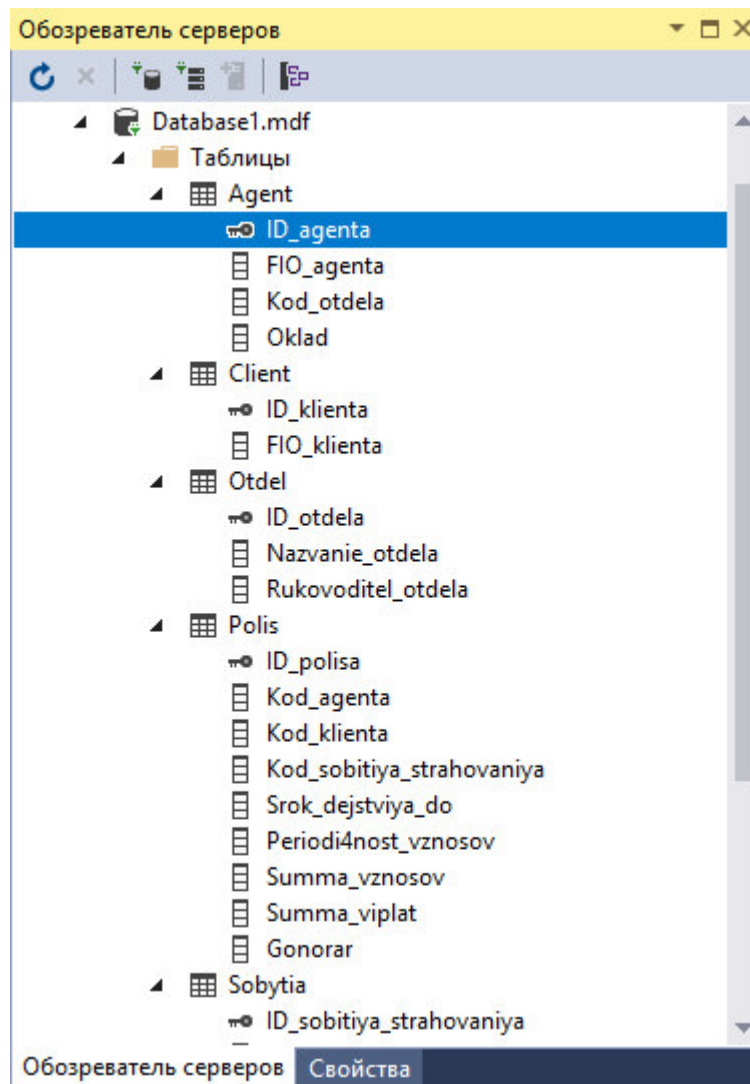 Обозреватель серверов
Database1.mdf
Таблицы
Agent
ID_agenta
FIO_agenta
Kod_otdela
Oklad
Client
ID_klienta
FIO_klienta
Otdel
ID_otdela
Nazvanie_otdela
Rukovoditel_otdela
Polis
ID_polisa
Kod_agenta
Kod_klienta
Kod_sobitiya_strahovaniya
Srok_dejstviya_do
Periodi4nost_vznosov
Summa_vznosov
Summa_viplat
Gonorar
Sobytia
ID_sobitiya_strahovaniya
Обозреватель серверов Свойства